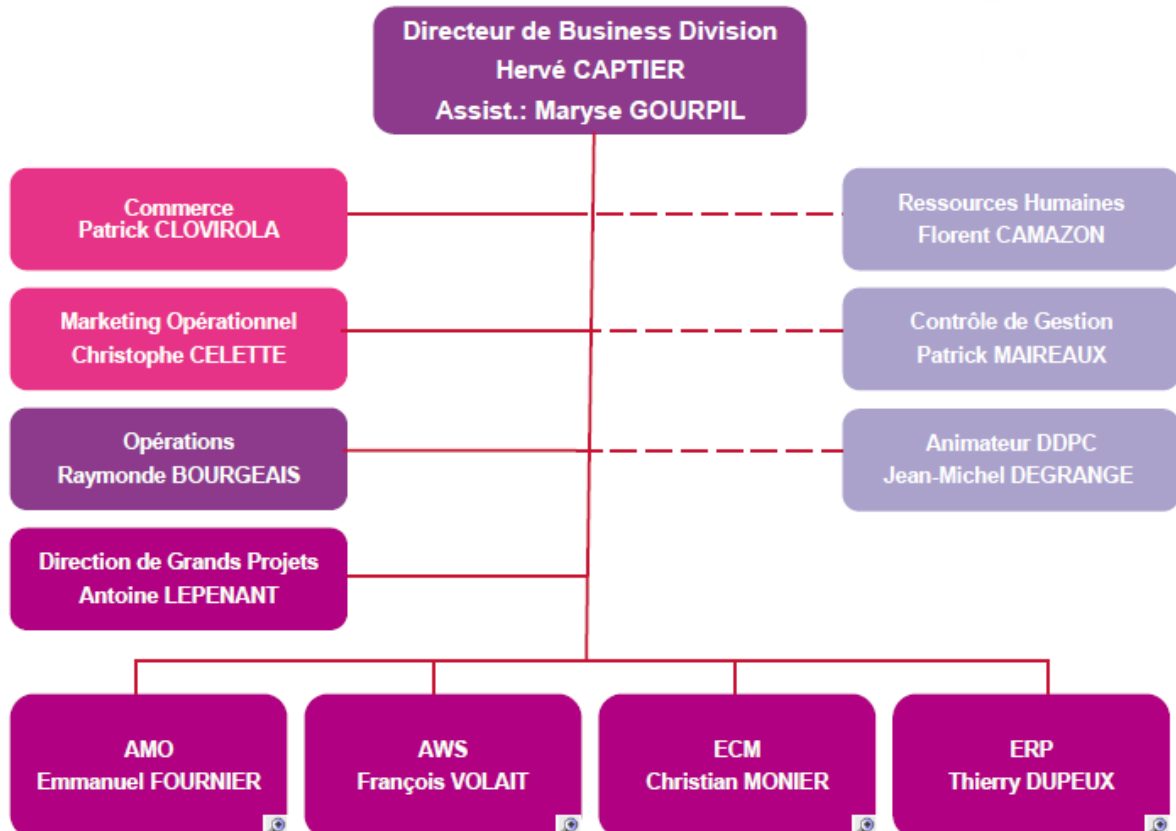 Directeur de Business Division
Hervé CAPTIER
Assist.: Maryse GOURPIL
Commerce
Patrick CLOVIROLA
Ressources Humaines
Florent CAMAZON
Marketing Opérationnel
Christophe CELETTE
Contrôle de Gestion
Patrick MAIREAUX
Opérations
Raymonde BOURGEAIS
Animateur DDPC
Jean-Michel DEGRANGE
Direction de Grands Projets
Antoine LEPENANT
AMO
Emmanuel FOURNIER
AWS
François VOLAIT
ECM
Christian MONIER
ERP
Thierry DUPEUX